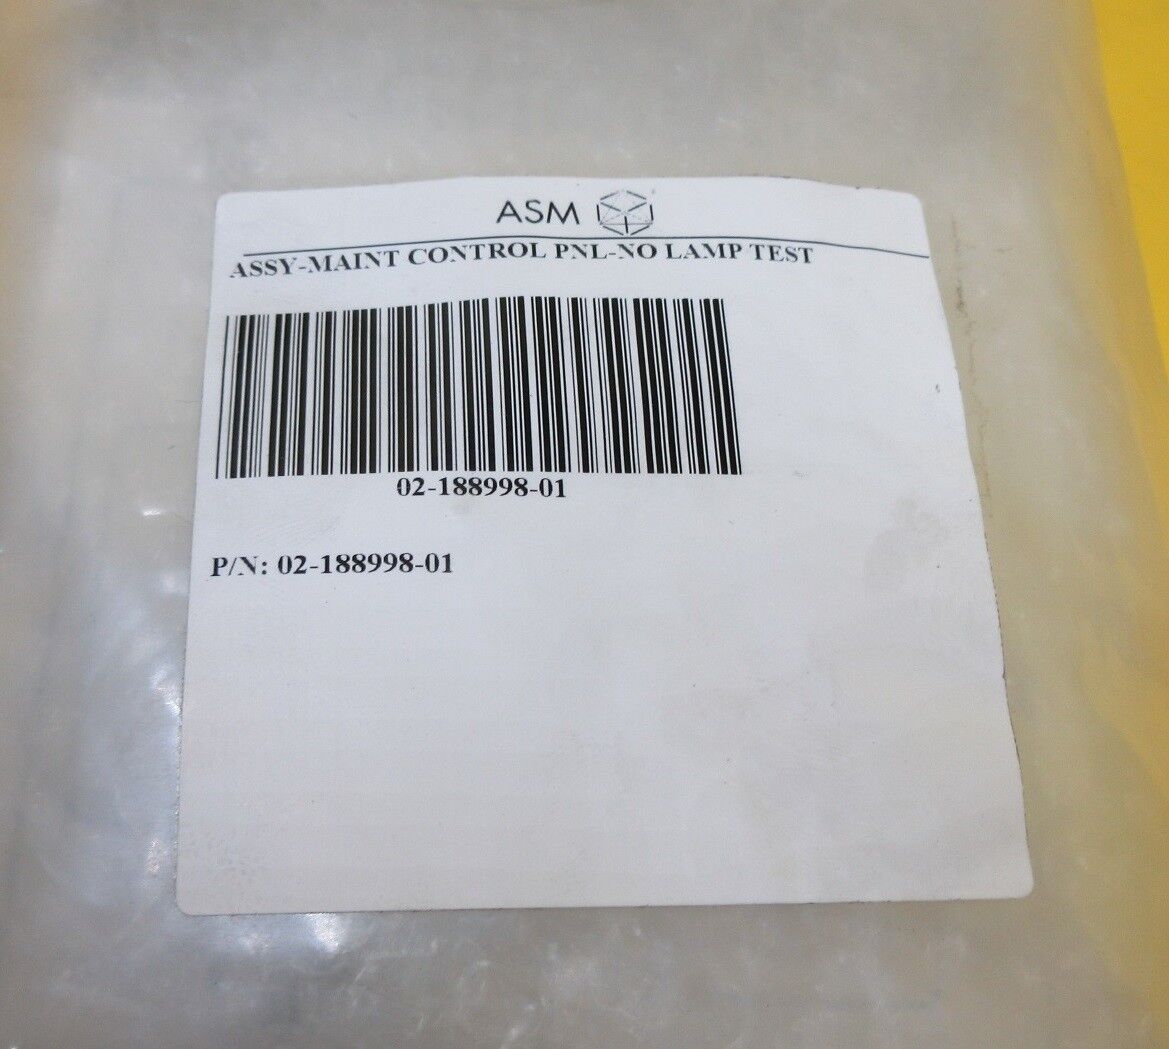 ASM
ASSY-MAINT CONTROL PNL-NO LAMP TEST
02-188998-01
P/N: 02-188998-01